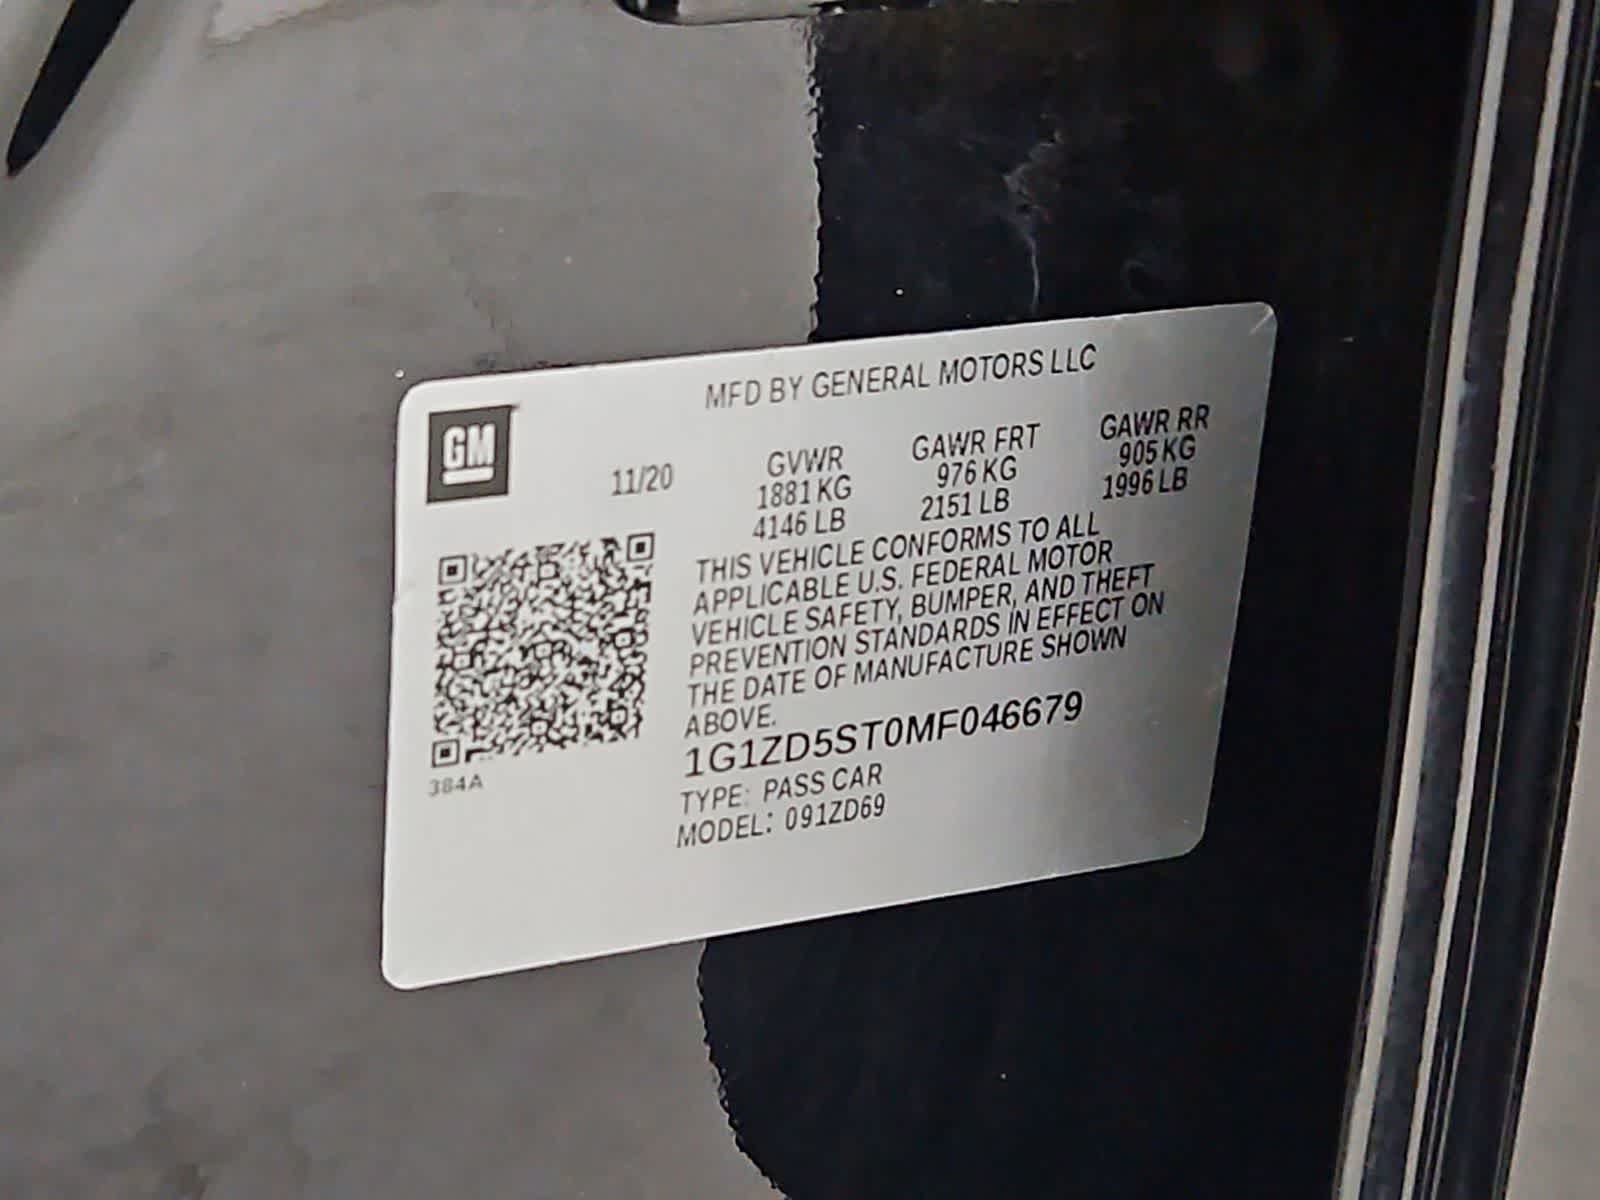 MFD BY GENERAL MOTORS LLC
GM
11/20
GVWR GAWR FRT GAWR RR
1881 KG 976 KG 905 KG
4146 LB 2151 LB 1996 LB
THIS VEHICLE CONFORMS TO ALL
APPLICABLE U.S. FEDERAL MOTOR
VEHICLE SAFETY, BUMPER, AND THEFT
PREVENTION STANDARDS IN EFFECT ON
THE DATE OF MANUFACTURE SHOWN
ABOVE.
1G1ZD5ST0MF046679
TYPE: PASS CAR
MODEL: 091ZD69
384A